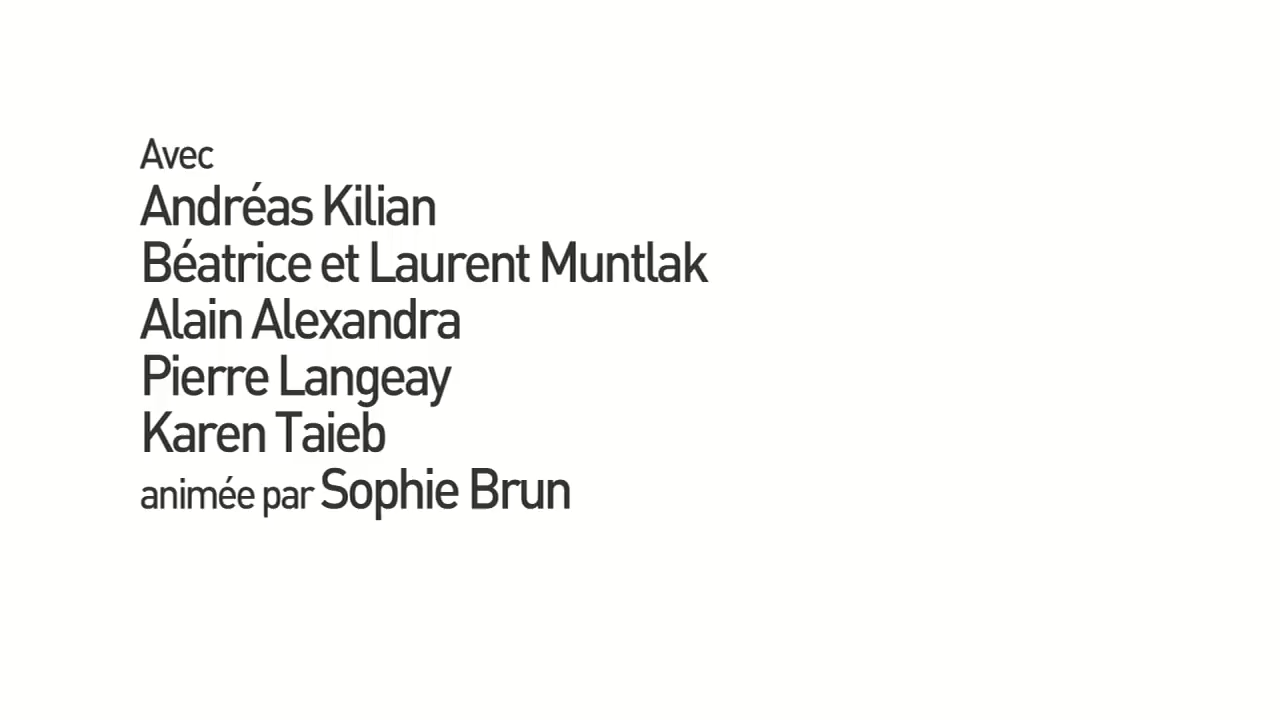 Avec
Andréas Kilian
Béatrice et Laurent Muntlak
Alain Alexandra
Pierre Langeay
Karen Taieb
animée par Sophie Brun